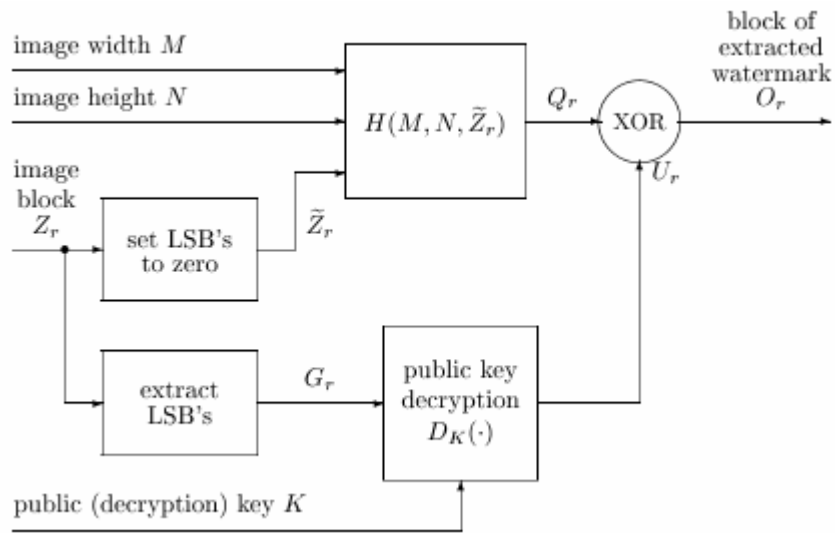 image width M
image height N
image
block
Z_r
set LSB's
to zero
Z̃_r
H(M, N, Z̃_r)
Q_r
XOR
U_r
block of
extracted
watermark
O_r
extract
LSB's
G_r
public key
decryption
D_K(·)
public (decryption) key K